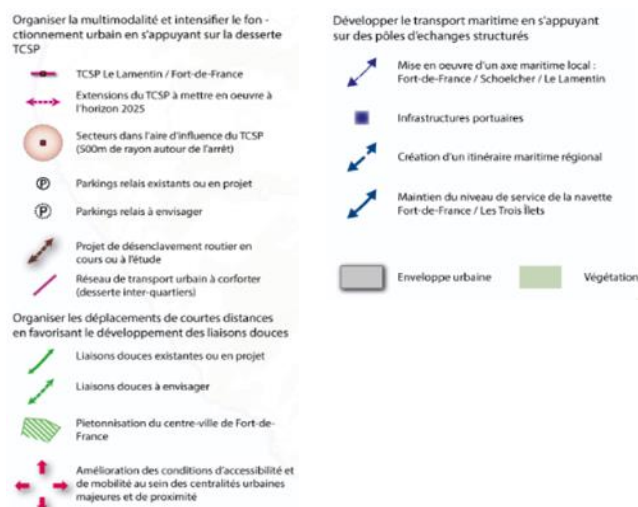 Organiser la multimodalité et intensifier le fon -
ctionnement urbain en s'appuyant sur la desserte
TCSP
TCSP Le Lamentin / Fort-de-France
Extensions du TCSP à mettre en oeuvre à
l'horizon 2025
Secteurs dans l'aire d'influence du TCSP
(500m de rayon autour de l'arrêt)
P Parkings relais existants ou en projet
P Parkings relais à envisager
Projet de désenclavement routier en
cours ou à l'étude
Réseau de transport urbain à conforter
(desserte inter-quartiers)
Organiser les déplacements de courtes distances
en favorisant le développement des liaisons douces
Liaisons douces existantes ou en projet
Liaisons douces à envisager
Pietonnisation du centre-ville de Fort-de-
France
Amélioration des conditions d'accessibilité et
de mobilité au sein des centralités urbaines
majeures et de proximité
Développer le transport maritime en s'appuyant
sur des pôles d'echanges structurés
Mise en oeuvre d'un axe maritime local :
Fort-de-France / Schoelcher / Le Lamentin
Infrastructures portuaires
Création d'un itinéraire maritime régional
Maintien du niveau de service de la navette
Fort-de-France / Les Trois Îlets
Enveloppe urbaine
Végétation